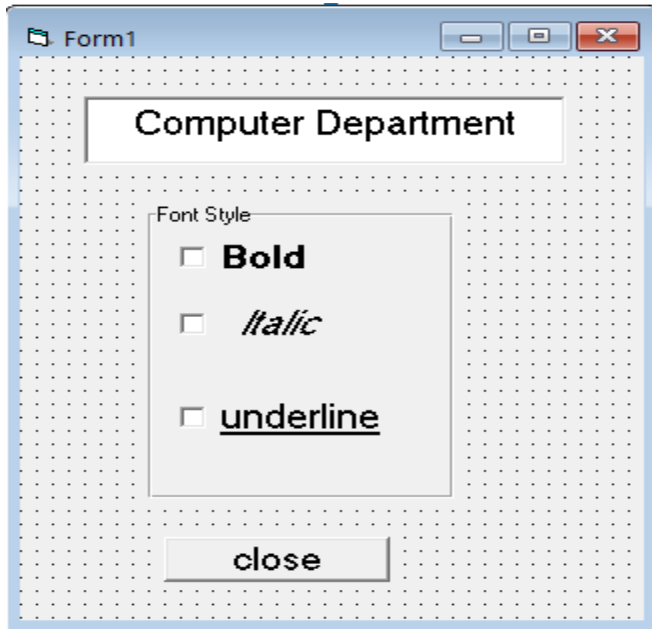 Form1
Computer Department
Font Style
Bold
Italic
underline
close